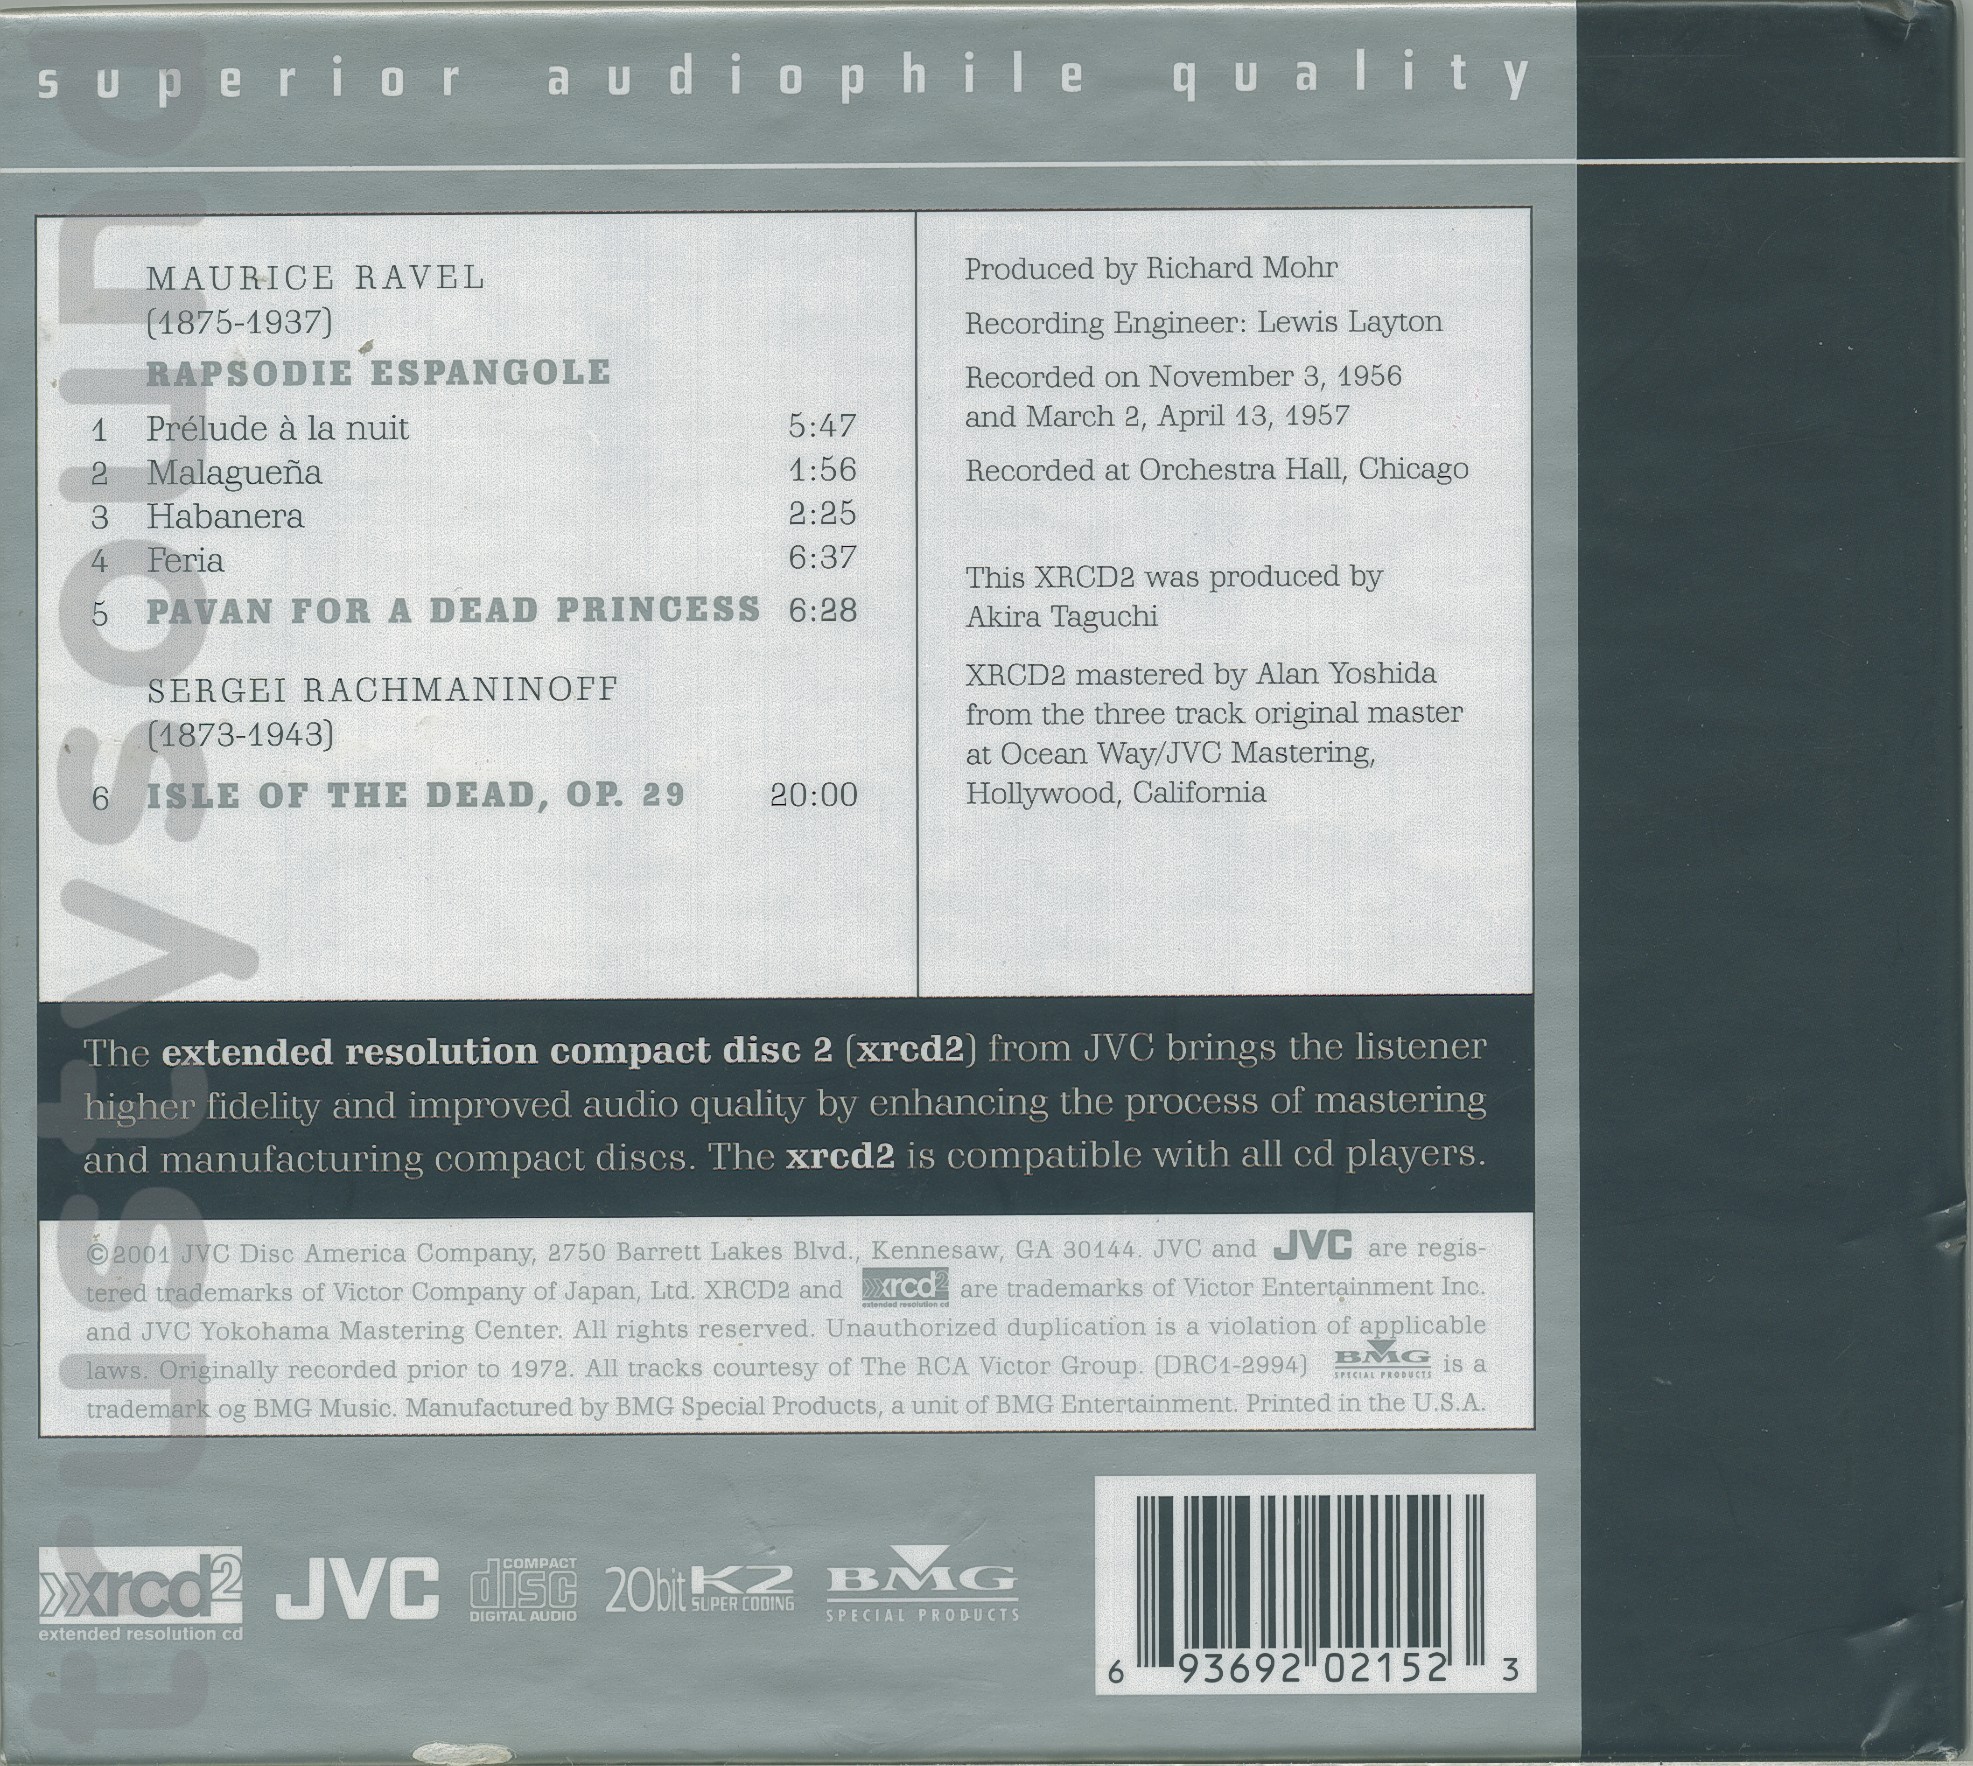 superior audiophile quality
MAURICE RAVEL
(1875-1937)
RAPSODIE ESPANGOLE
1 Prélude à la nuit 5:47
2 Malagueña 1:56
3 Habanera 2:25
4 Feria 6:37
5 PAVAN FOR A DEAD PRINCESS 6:28
SERGEI RACHMANINOFF
(1873-1943)
6 ISLE OF THE DEAD, OP. 29 20:00
Produced by Richard Mohr
Recording Engineer: Lewis Layton
Recorded on November 3, 1956
and March 2, April 13, 1957
Recorded at Orchestra Hall, Chicago
This XRCD2 was produced by
Akira Taguchi
XRCD2 mastered by Alan Yoshida
from the three track original master
at Ocean Way/JVC Mastering,
Hollywood, California
The extended resolution compact disc 2 (xrcd2) from JVC brings the listener
higher fidelity and improved audio quality by enhancing the process of mastering
and manufacturing compact discs. The xrcd2 is compatible with all cd players.
©2001 JVC Disc America Company, 2750 Barrett Lakes Blvd., Kennesaw, GA 30144. JVC and JVC are regis-
tered trademarks of Victor Company of Japan, Ltd. XRCD2 and xrcd2 extended resolution cd are trademarks of Victor Entertainment Inc.
and JVC Yokohama Mastering Center. All rights reserved. Unauthorized duplication is a violation of applicable
laws. Originally recorded prior to 1972. All tracks courtesy of The RCA Victor Group. (DRC1-2994) BMG SPECIAL PRODUCTS is a
trademark og BMG Music. Manufactured by BMG Special Products, a unit of BMG Entertainment. Printed in the U.S.A.
xrcd2
extended resolution cd
JVC
COMPACT
disc
DIGITAL AUDIO
20bit K2
SUPER CODING
BMG
SPECIAL PRODUCTS
6 93692 02152 3
trustysound